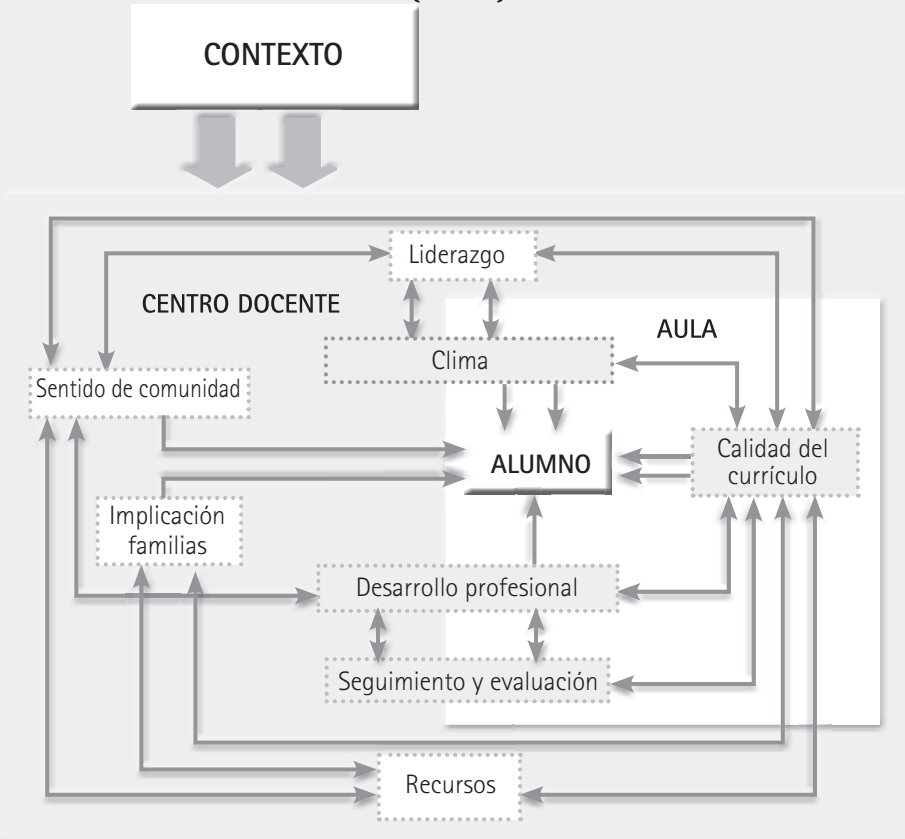 CONTEXTO
Liderazgo
CENTRO DOCENTE
AULA
Clima
Sentido de comunidad
ALUMNO
Calidad del
currículo
Implicación
familias
Desarrollo profesional
Seguimiento y evaluación
Recursos